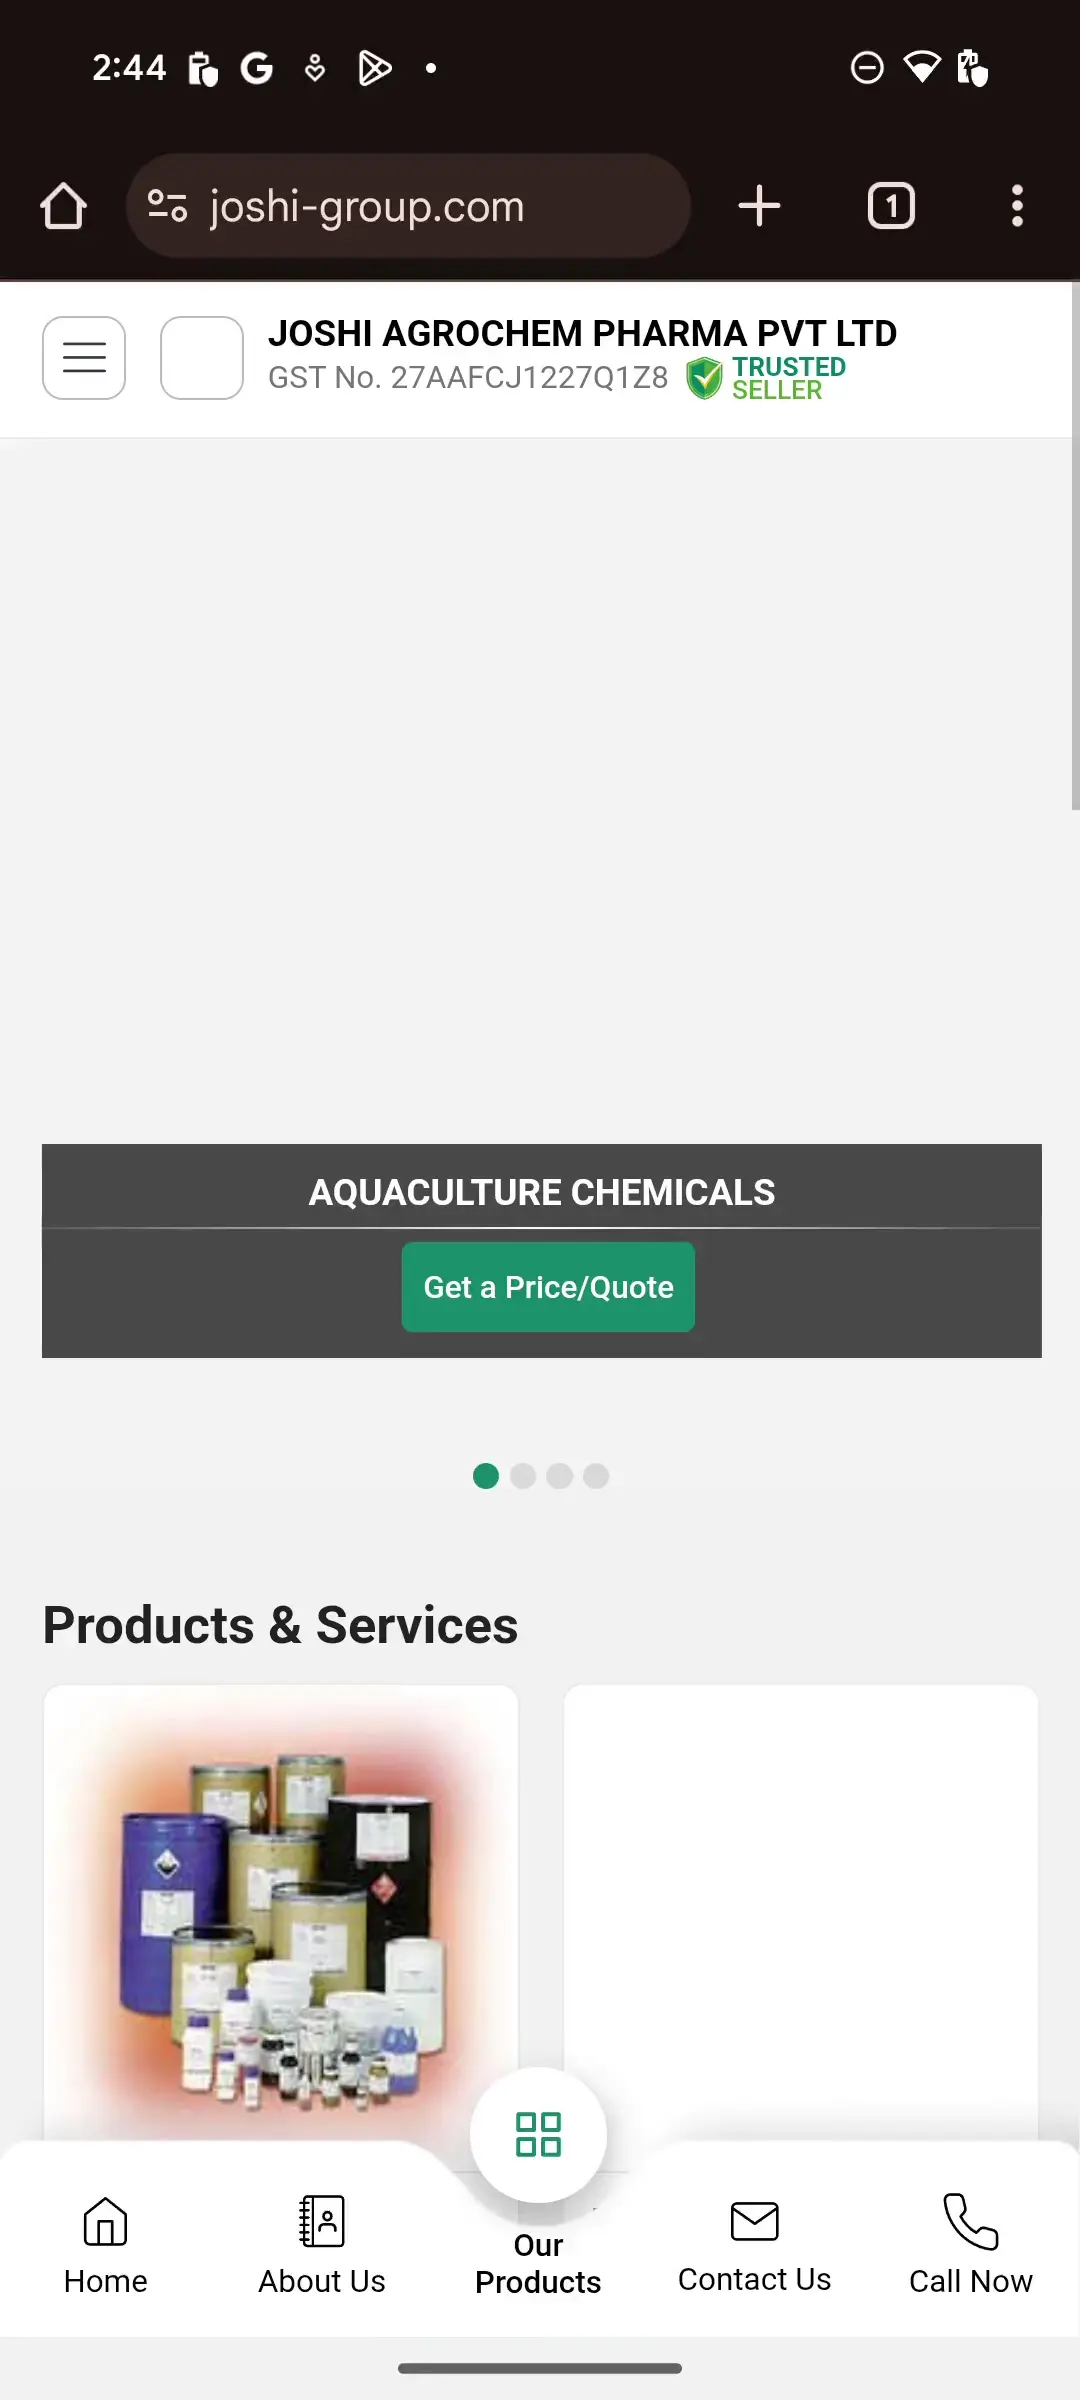 2:44
joshi-group.com
1
JOSHI AGROCHEM PHARMA PVT LTD
GST No. 27AAFCJ1227Q1Z8
TRUSTED
SELLER
AQUACULTURE CHEMICALS
Get a Price/Quote
Products & Services
Home
About Us
Our
Products
Contact Us
Call Now